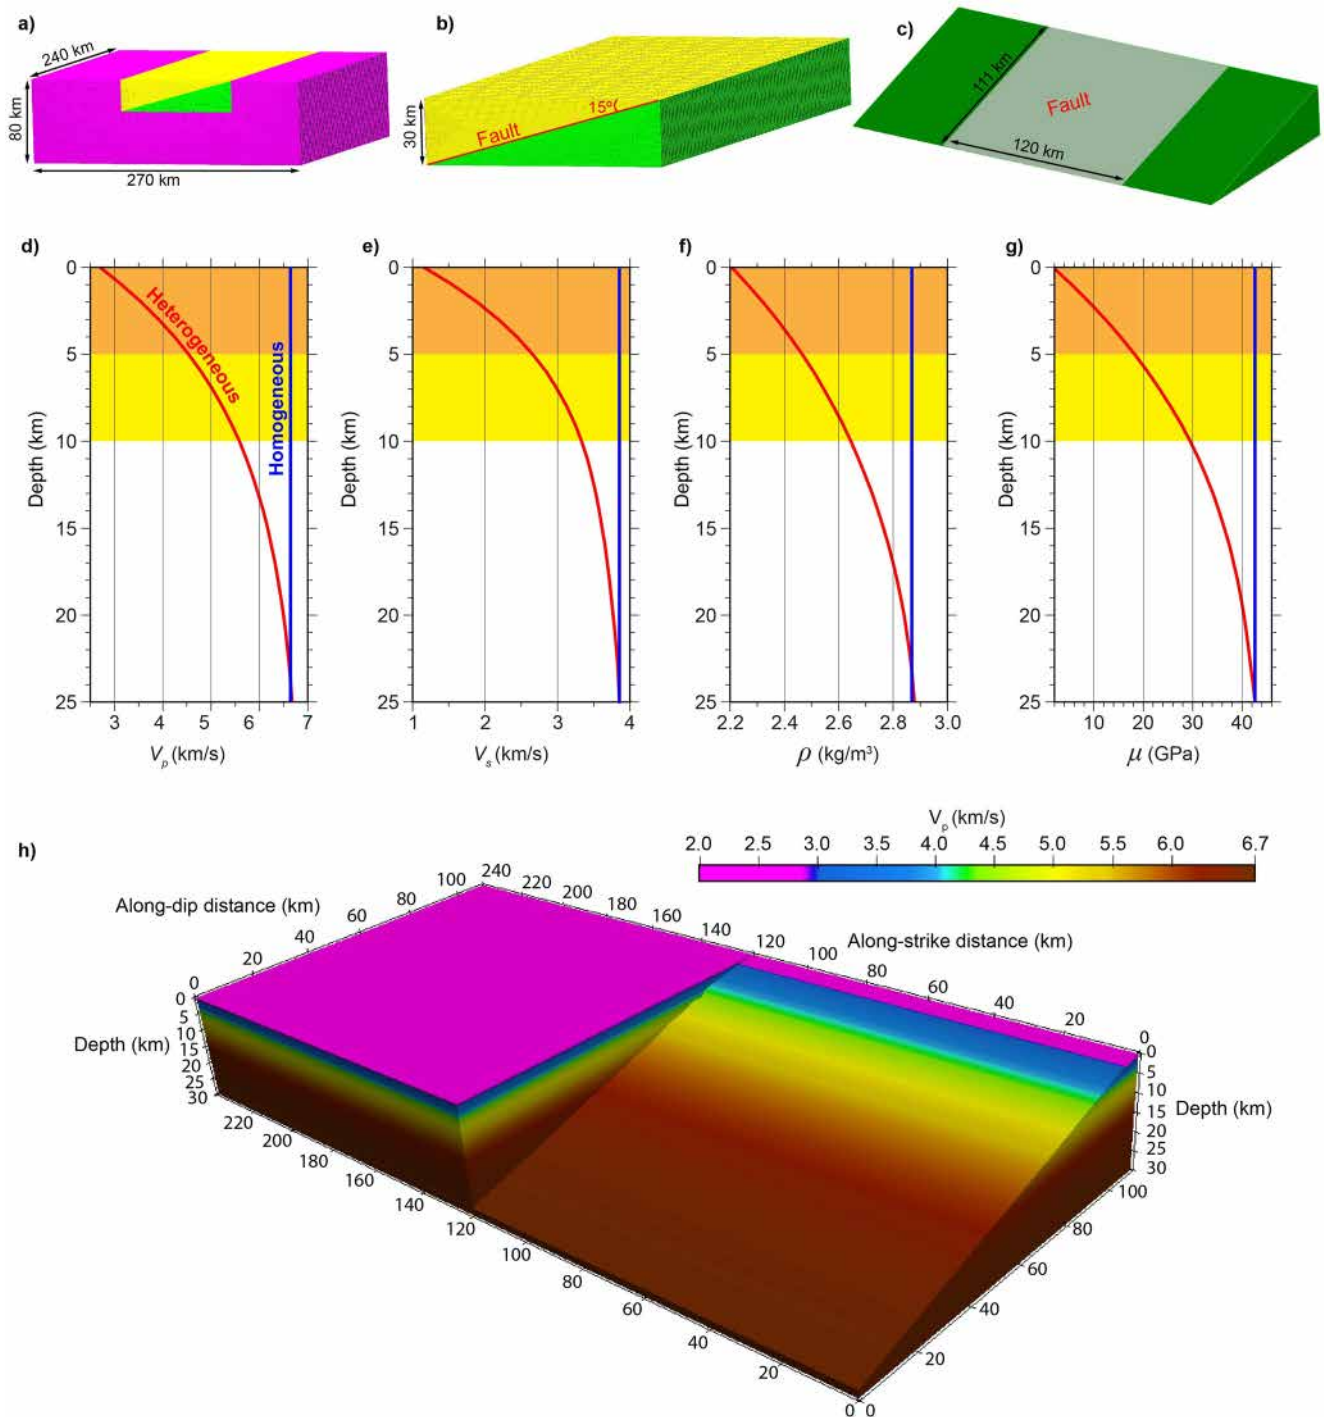 a)
240 km
80 km
270 km
b)
15º
30 km
Fault
c)
111 km
Fault
120 km
d)
0
5
10
15
20
25
Depth (km)
Heterogeneous
Homogeneous
3 4 5 6 7
Vp (km/s)
e)
0
5
10
15
20
25
Depth (km)
1 2 3 4
Vs (km/s)
f)
0
5
10
15
20
25
Depth (km)
2.2 2.4 2.6 2.8 3.0
ρ (kg/m³)
g)
0
5
10
15
20
25
Depth (km)
10 20 30 40
μ (GPa)
h)
Vp (km/s)
2.0 2.5 3.0 3.5 4.0 4.5 5.0 5.5 6.0 6.7
Along-dip distance (km)
0 20 40 60 80 100
240 220 200 180 160 140 120 100 80 60 40 20 0
Along-strike distance (km)
Depth (km)
0
5
10
15
20
25
30
220 200 180 160 140 120 100 80 60 40 20 0
0
5
10
15
20
25
30
Depth (km)
100 80 60 40 20 0